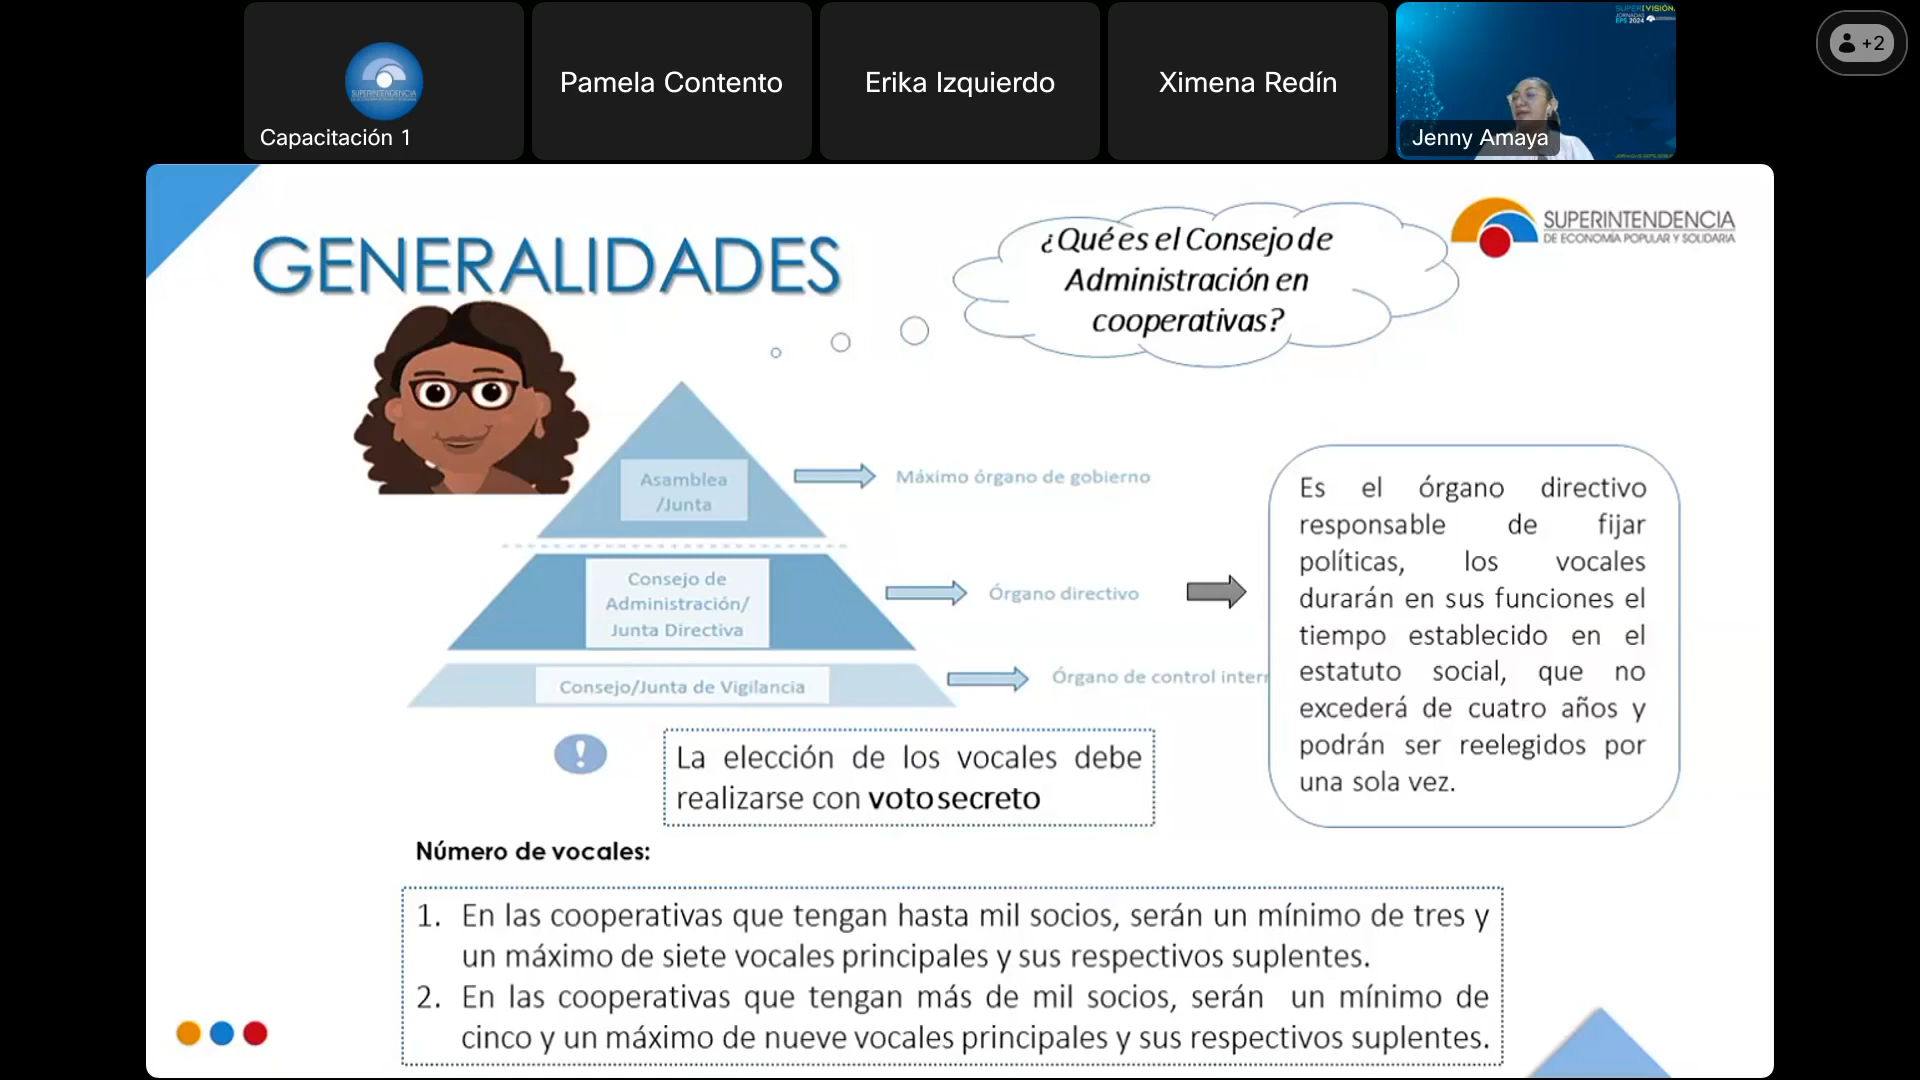 Capacitación 1
Pamela Contento
Erika Izquierdo
Ximena Redín
Jenny Amaya
+2
GENERALIDADES
¿Qué es el Consejo de
Administración en
cooperativas?
SUPERINTENDENCIA
DE ECONOMÍA POPULAR Y SOLIDARIA
Asamblea
/Junta
Máximo órgano de gobierno
Consejo de
Administración/
Junta Directiva
Órgano directivo
Consejo/Junta de Vigilancia
Órgano de control intern
Es el órgano directivo
responsable de fijar
políticas, los vocales
durarán en sus funciones el
tiempo establecido en el
estatuto social, que no
excederá de cuatro años y
podrán ser reelegidos por
una sola vez.
!
La elección de los vocales debe
realizarse con voto secreto
Número de vocales:
1. En las cooperativas que tengan hasta mil socios, serán un mínimo de tres y
un máximo de siete vocales principales y sus respectivos suplentes.
2. En las cooperativas que tengan más de mil socios, serán un mínimo de
cinco y un máximo de nueve vocales principales y sus respectivos suplentes.